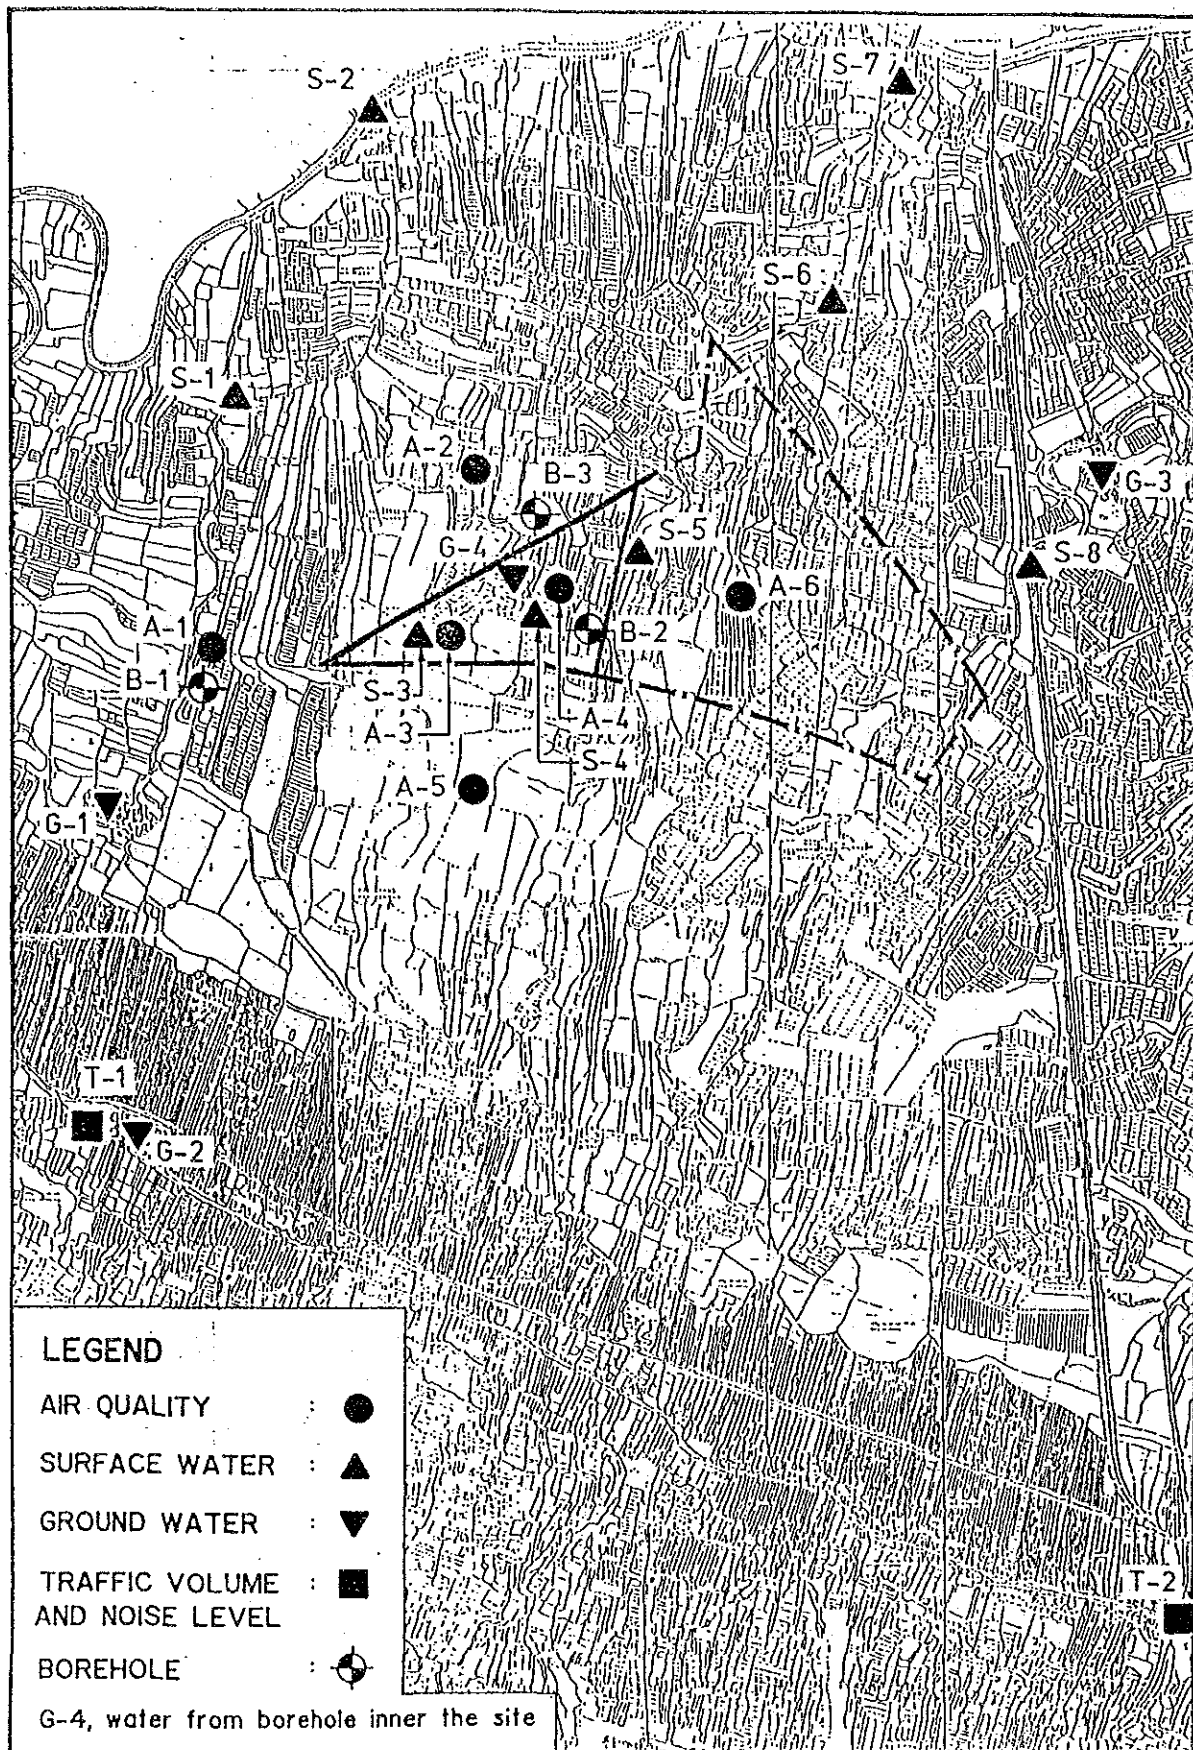 S-2
S-7
S-6
S-1
A-2
B-3
G-3
G-4
S-5
S-8
A-6
A-1
B-2
B-1
S-3
A-4
A-3
S-4
A-5
G-1
T-1
G-2
T-2
LEGEND
AIR QUALITY :
SURFACE WATER :
GROUND WATER :
TRAFFIC VOLUME :
AND NOISE LEVEL
BOREHOLE :
G-4, water from borehole inner the site